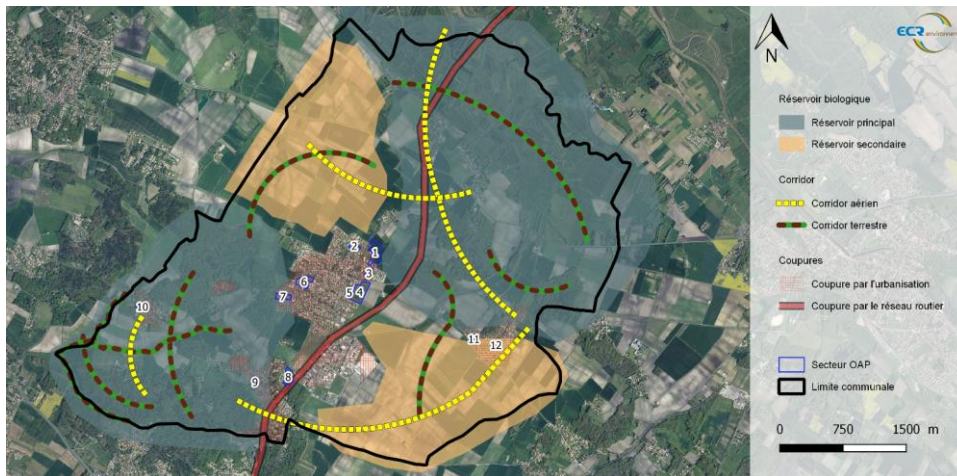 N
ECR
environnement
Réservoir biologique
Réservoir principal
Réservoir secondaire
Corridor
Corridor aérien
Corridor terrestre
Coupures
Coupure par l'urbanisation
Coupure par le réseau routier
Secteur OAP
Limite communale
0 750 1500 m
2
1
3
6
5 4
7
10
11
12
8
9